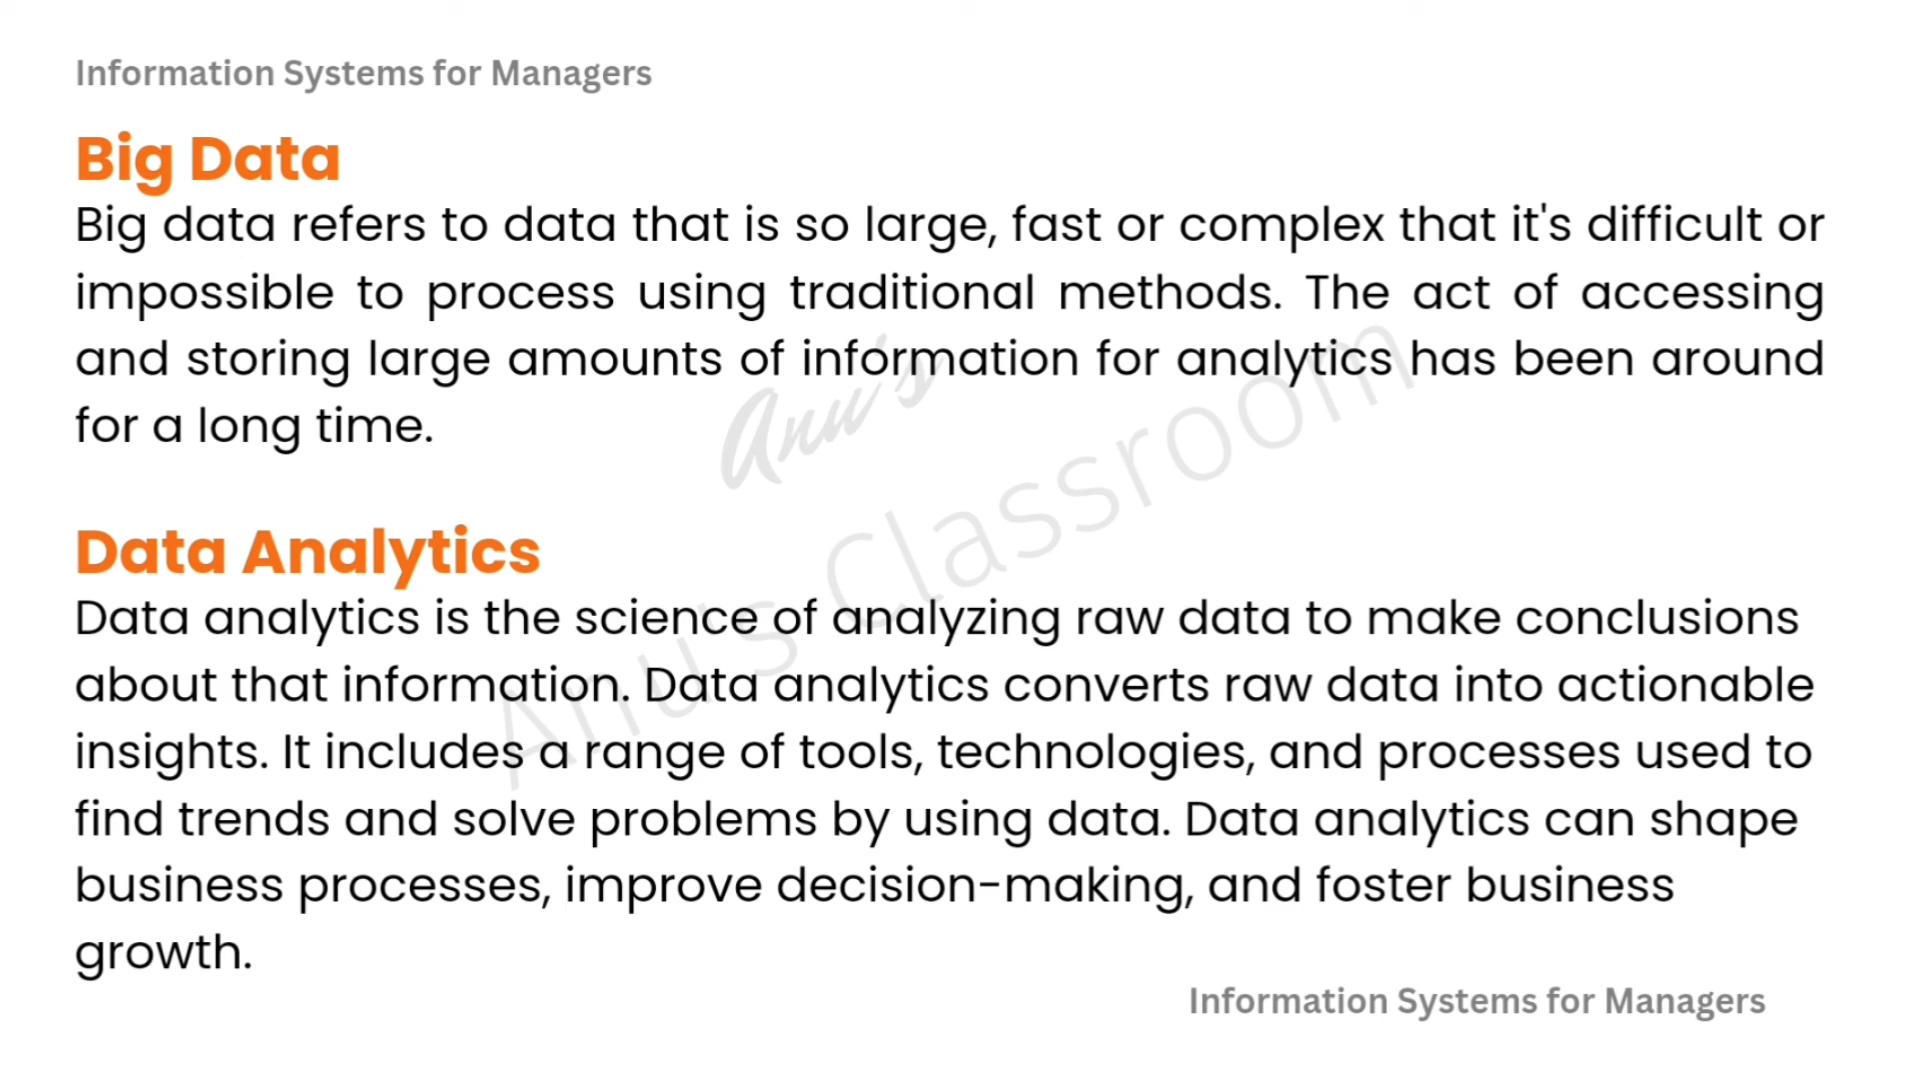 Information Systems for Managers
Big Data
Big data refers to data that is so large, fast or complex that it's difficult or
impossible to process using traditional methods. The act of accessing
and storing large amounts of information for analytics has been around
for a long time.
Anu's
Anu's Classroom
Data Analytics
Data analytics is the science of analyzing raw data to make conclusions
about that information. Data analytics converts raw data into actionable
insights. It includes a range of tools, technologies, and processes used to
find trends and solve problems by using data. Data analytics can shape
business processes, improve decision-making, and foster business
growth.
Information Systems for Managers